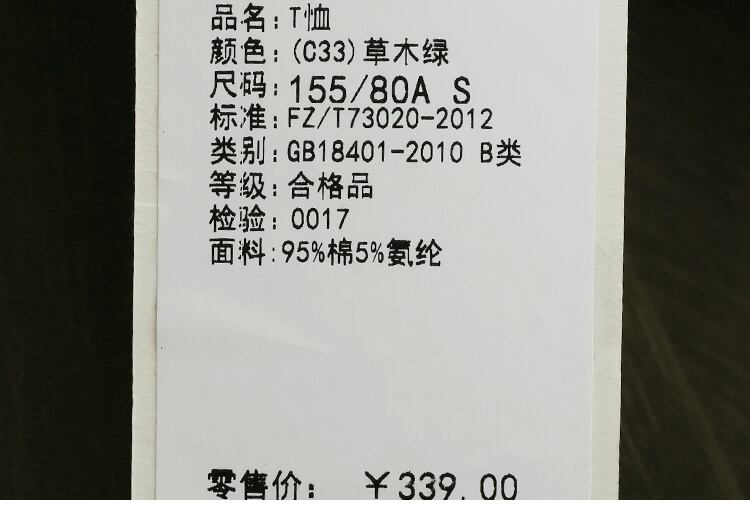 品名:T恤
颜色:(C33)草木绿
尺码:155/80A S
标准:FZ/T73020-2012
类别:GB18401-2010 B类
等级:合格品
检验:0017
面料:95%棉5%氨纶
零售价: ¥339.00